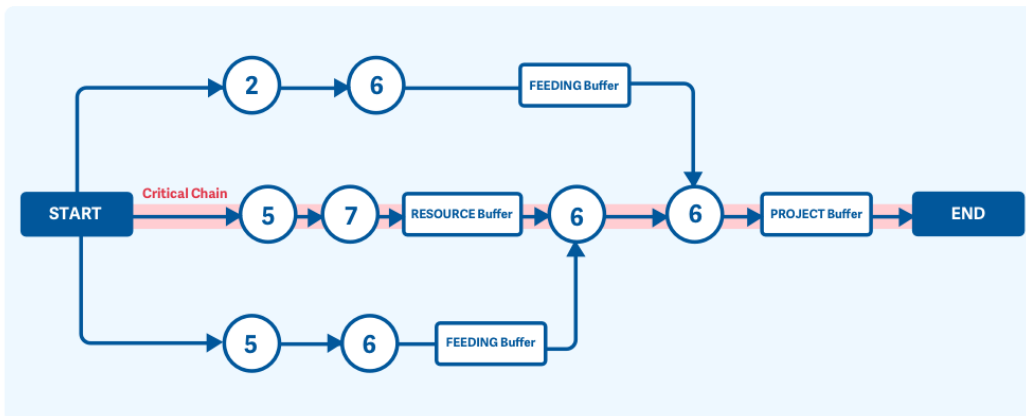 2
6
FEEDING Buffer
START
Critical Chain
5
7
RESOURCE Buffer
6
6
PROJECT Buffer
END
5
6
FEEDING Buffer